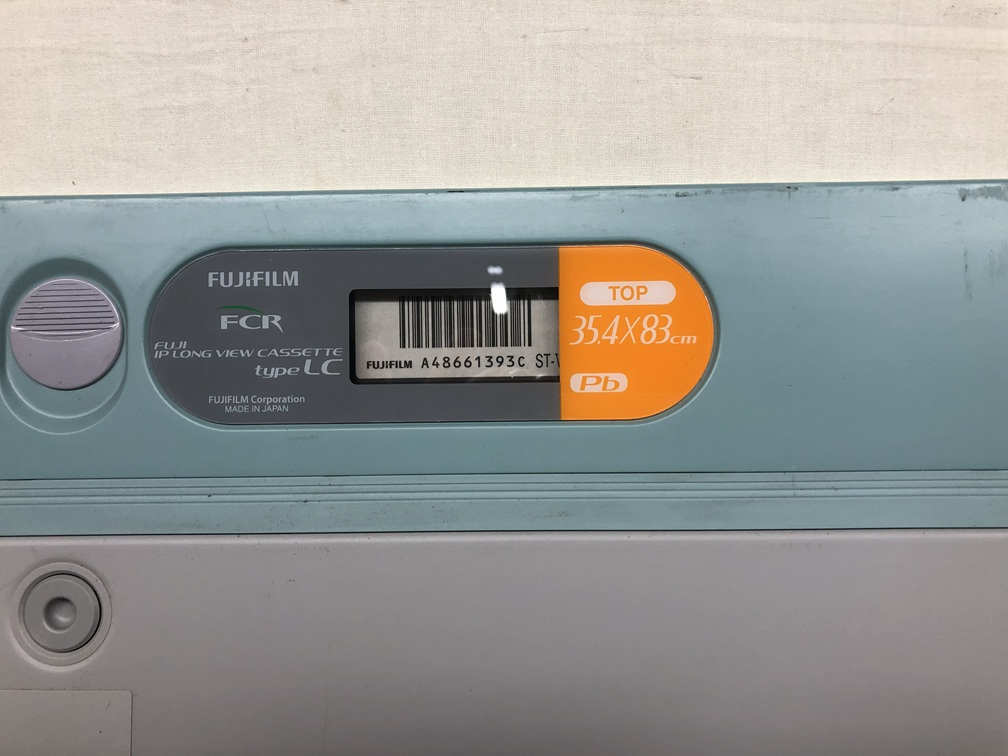 FUJIFILM
FCR
FUJI
IP LONG VIEW CASSETTE
type LC
FUJIFILM Corporation
MADE IN JAPAN
FUJIFILM A48661393C
TOP
35.4X83cm
Pb